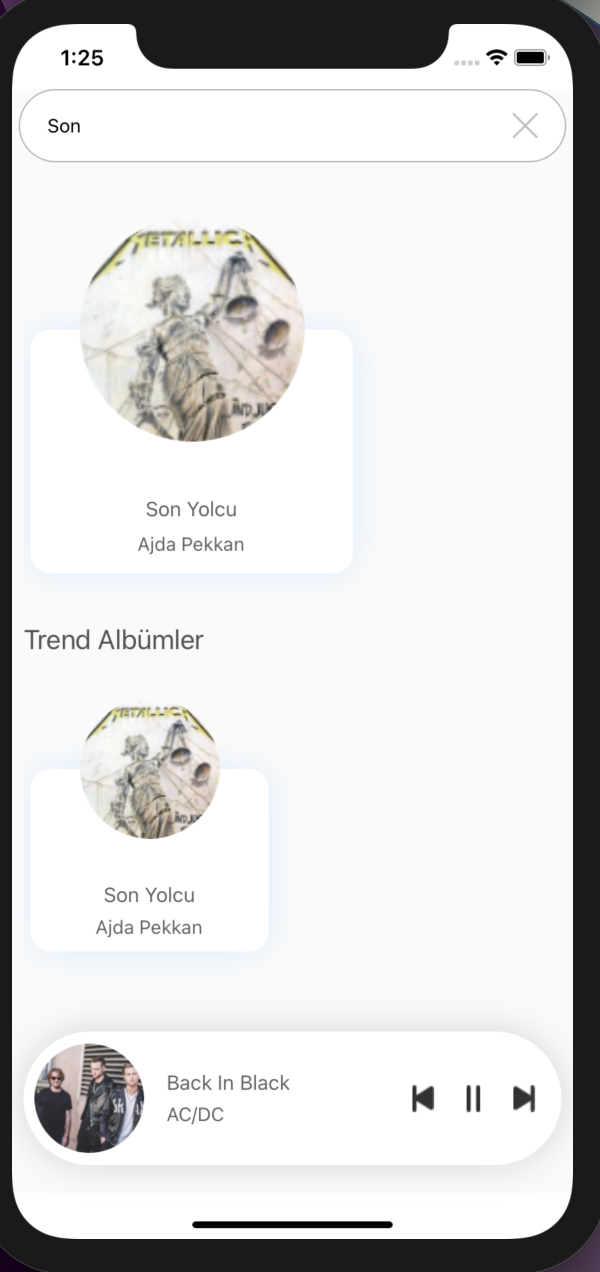 1:25
Son
METALLICA
Son Yolcu
Ajda Pekkan
Trend Albümler
METALLICA
Son Yolcu
Ajda Pekkan
Back In Black
AC/DC